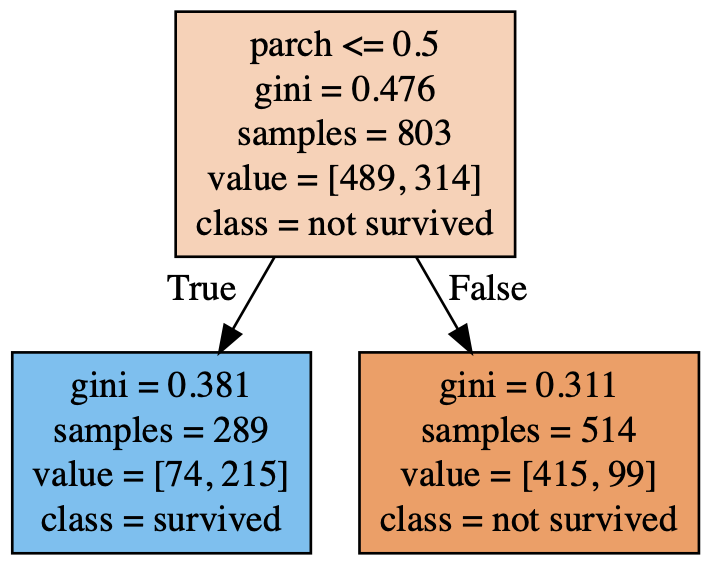 parch <= 0.5
gini = 0.476
samples = 803
value = [489, 314]
class = not survived
True
False
gini = 0.381
samples = 289
value = [74, 215]
class = survived
gini = 0.311
samples = 514
value = [415, 99]
class = not survived